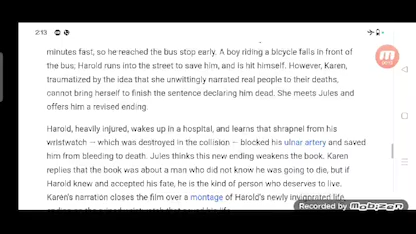 2:13
minutes fast, so he reached the bus stop early. A boy riding a bicycle falls in front of
the bus; Harold runs into the street to save him, and is hit himself. However, Karen,
traumatized by the idea that she unwittingly narrated real people to their deaths,
cannot bring herself to finish the sentence declaring him dead. She meets Jules and
offers him a revised ending.
Harold, heavily injured, wakes up in a hospital, and learns that shrapnel from his
wristwatch -- which was destroyed in the collision -- blocked his ulnar artery and saved
him from bleeding to death. Jules thinks this new ending weakens the book. Karen
replies that the book was about a man who did not know he was going to die, but if
Harold knew and accepted his fate, he is the kind of person who deserves to live.
Karen's narration closes the film over a montage of Harold's newly invigorated life,
Recorded by Mobizen